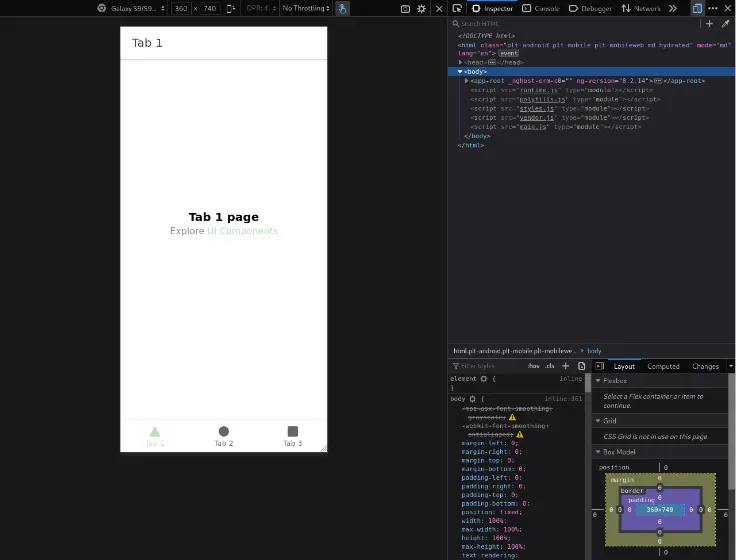 Galaxy S9/S9... 360 × 740 DPR: 4 No Throttling
Tab 1
Tab 1 page
Explore UI Components
Tab 1 Tab 2 Tab 3
Inspector Console Debugger Network
Search HTML
<!DOCTYPE html>
<html class="plt-android plt-mobile plt-mobileweb md hydrated" mode="md"
lang="en"> event
<head></head>
<body>
<app-root _nghost-erm-c0="" ng-version="8.2.14"></app-root>
<script src="runtime.js" type="module"></script>
<script src="polyfills.js" type="module"></script>
<script src="styles.js" type="module"></script>
<script src="vendor.js" type="module"></script>
<script src="main.js" type="module"></script>
</body>
</html>
html.plt-android.plt-mobile.plt-mobilewe... > body
Filter Styles :hov .cls +
element { inline
}
body { inline:361
-moz-osx-font-smoothing:
grayscale;
-webkit-font-smoothing:
antialiased;
margin-left: 0;
margin-right: 0;
margin-top: 0;
margin-bottom: 0;
padding-left: 0;
padding-right: 0;
padding-top: 0;
padding-bottom: 0;
position: fixed;
width: 100%;
max-width: 100%;
height: 100%;
max-height: 100%;
text-rendering:
Layout Computed Changes
Flexbox
Select a Flex container or item to
continue.
Grid
CSS Grid is not in use on this page
Box Model
position 0
margin 0
border 0
padding 0
0 0 0 0 360×740 0 0 0 0
0
0
0
0